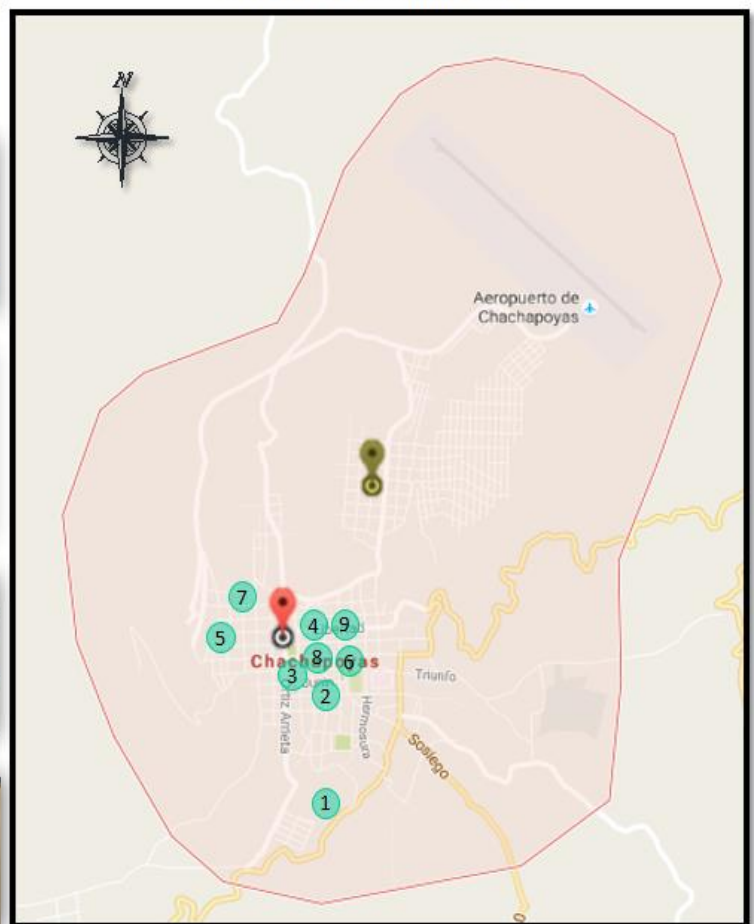 N
Aeropuerto de
Chachapoyas
7
4
9
5
8
6
Chachapoyas
3
2
Triunfo
Ortiz Arrieta
Hermosura
Sosiego
1